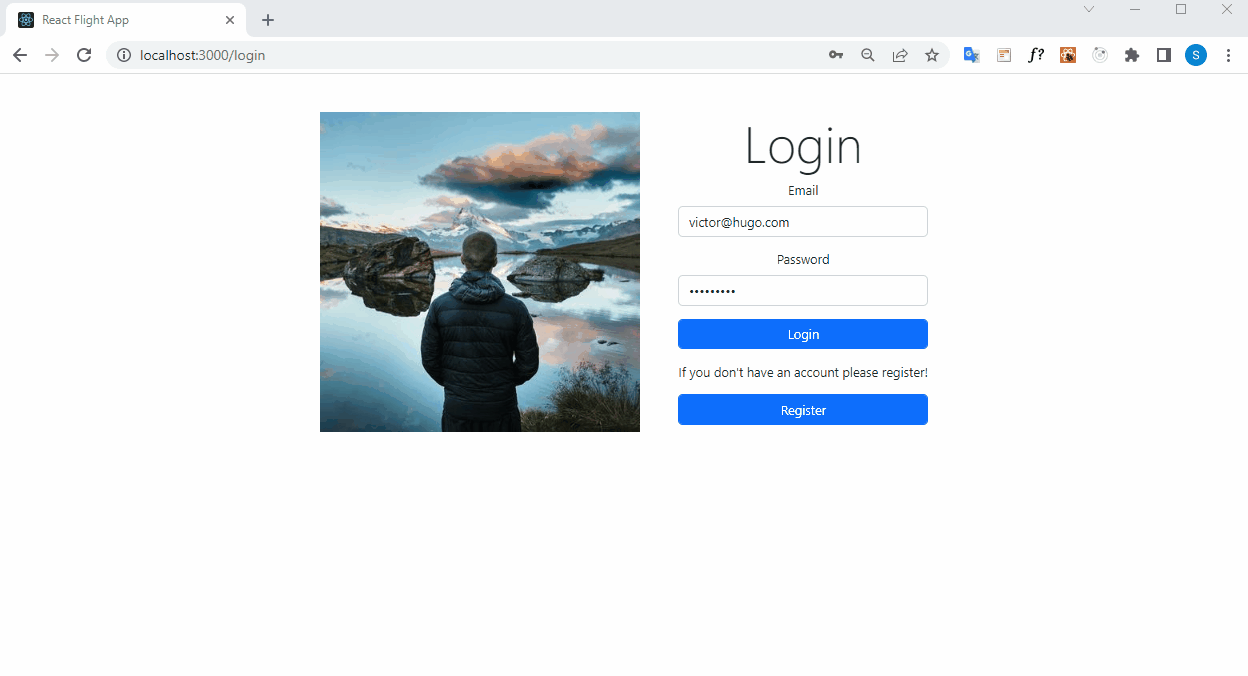 React Flight App
localhost:3000/login
f?
S
Login
Email
victor@hugo.com
Password
•••••••••
Login
If you don't have an account please register!
Register